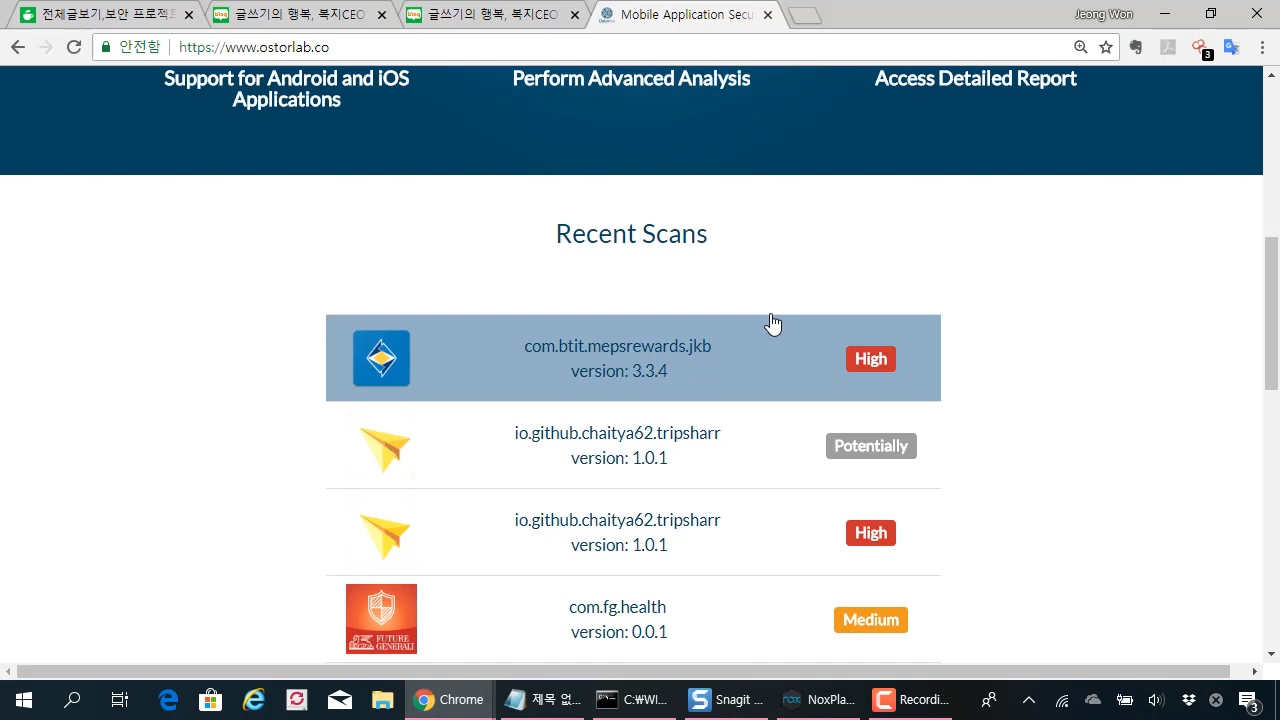 전체글보기,보안 프로젝트
글쓰기의 행복, 복지CEO
글쓰기의 행복, 복지CEO
Mobile Application Secu
Jeong Won
안전함
https://www.ostorlab.co
3
Support for Android and iOS
Applications
Perform Advanced Analysis
Access Detailed Report
Recent Scans
com.btit.mepsrewards.jkb
version: 3.3.4
High
io.github.chaitya62.tripsharr
version: 1.0.1
Potentially
io.github.chaitya62.tripsharr
version: 1.0.1
High
FUTURE
GENERALI
com.fg.health
version: 0.0.1
Medium
Chrome
제목 없...
C:₩WI...
Snagit ...
NoxPla...
Recordi...
3